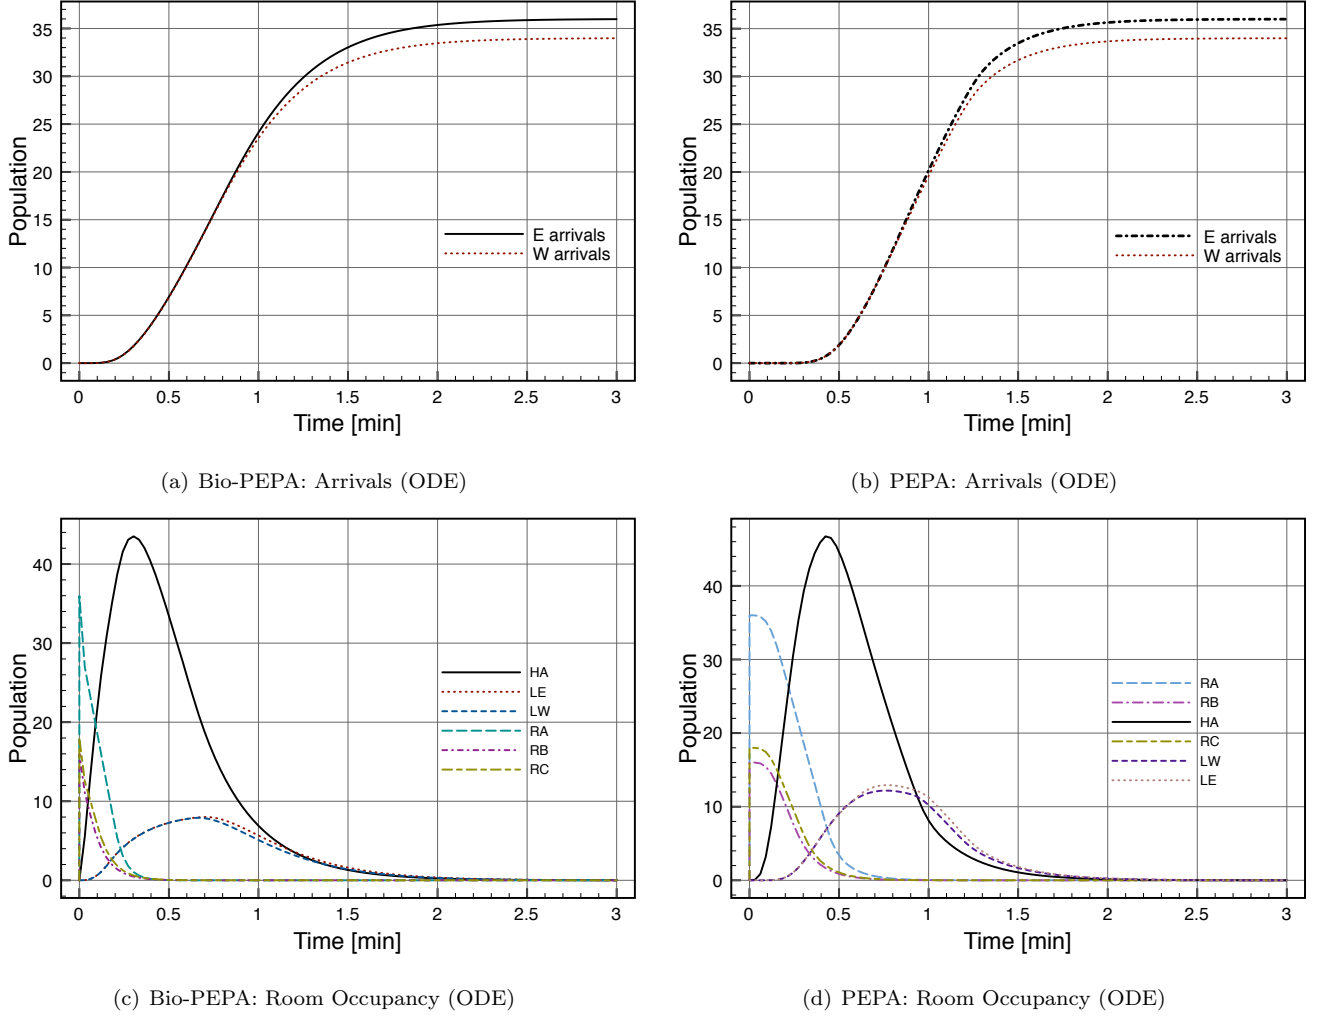 35
30
25
20
15
10
5
0
Population
E arrivals
W arrivals
0 0.5 1 1.5 2 2.5 3
Time [min]
(a) Bio-PEPA: Arrivals (ODE)
35
30
25
20
15
10
5
0
Population
E arrivals
W arrivals
0 0.5 1 1.5 2 2.5 3
Time [min]
(b) PEPA: Arrivals (ODE)
40
30
20
10
0
Population
HA
LE
LW
RA
RB
RC
0 0.5 1 1.5 2 2.5 3
Time [min]
(c) Bio-PEPA: Room Occupancy (ODE)
40
30
20
10
0
Population
RA
RB
HA
RC
LW
LE
0 0.5 1 1.5 2 2.5 3
Time [min]
(d) PEPA: Room Occupancy (ODE)